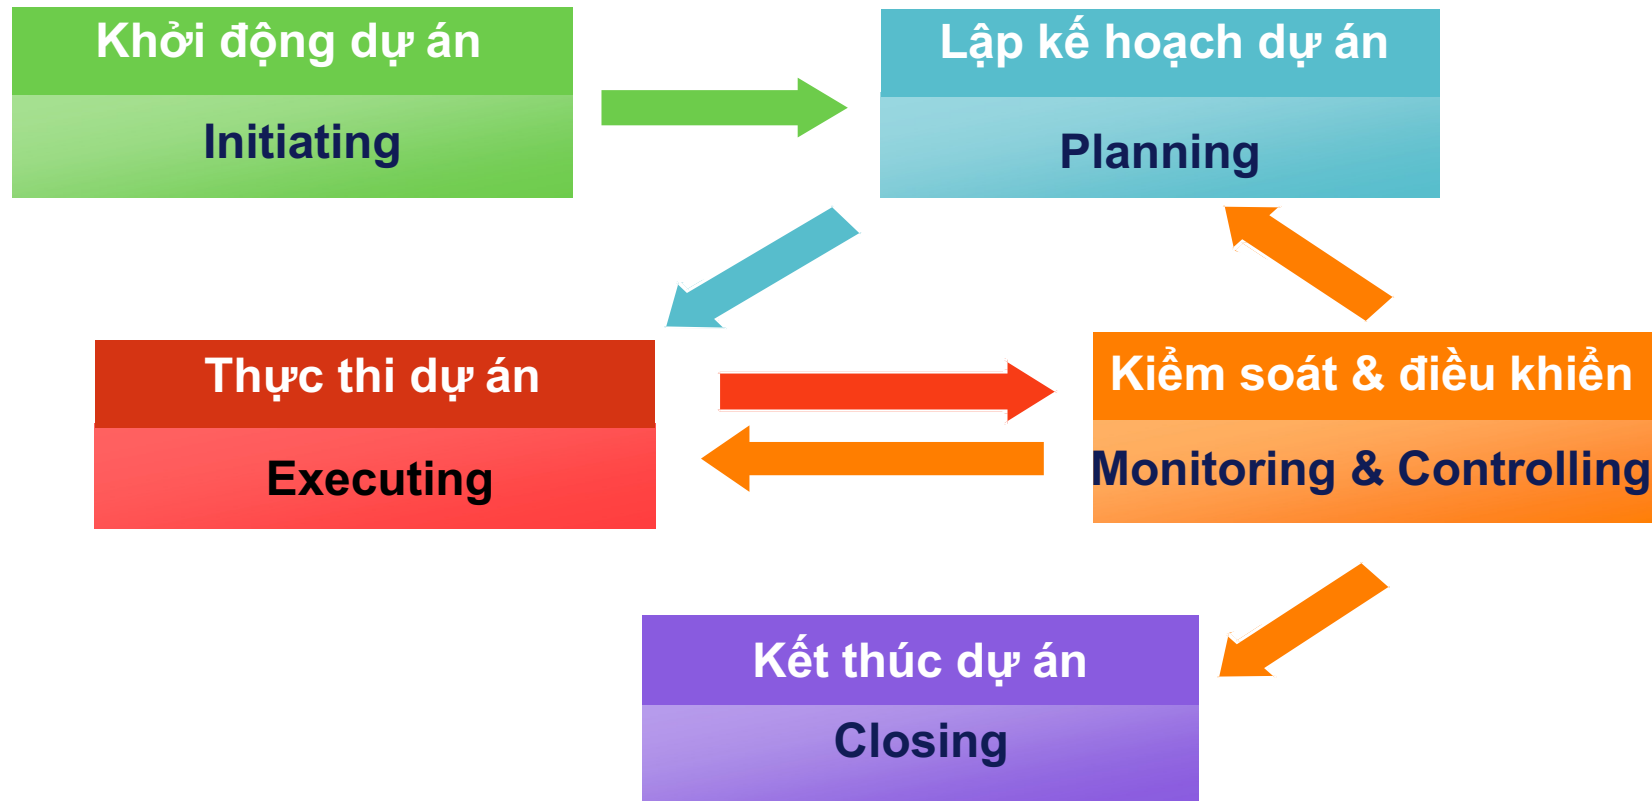 Khởi động dự án
Initiating
Lập kế hoạch dự án
Planning
Thực thi dự án
Executing
Kiểm soát & điều khiển
Monitoring & Controlling
Kết thúc dự án
Closing